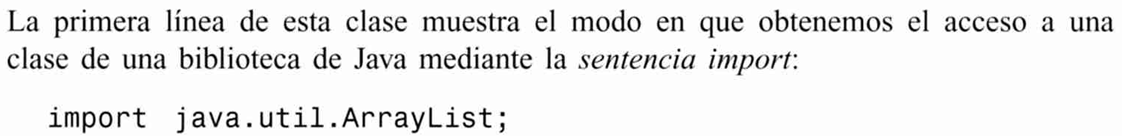 La primera línea de esta clase muestra el modo en que obtenemos el acceso a una
clase de una biblioteca de Java mediante la sentencia import:
import java.util.ArrayList;